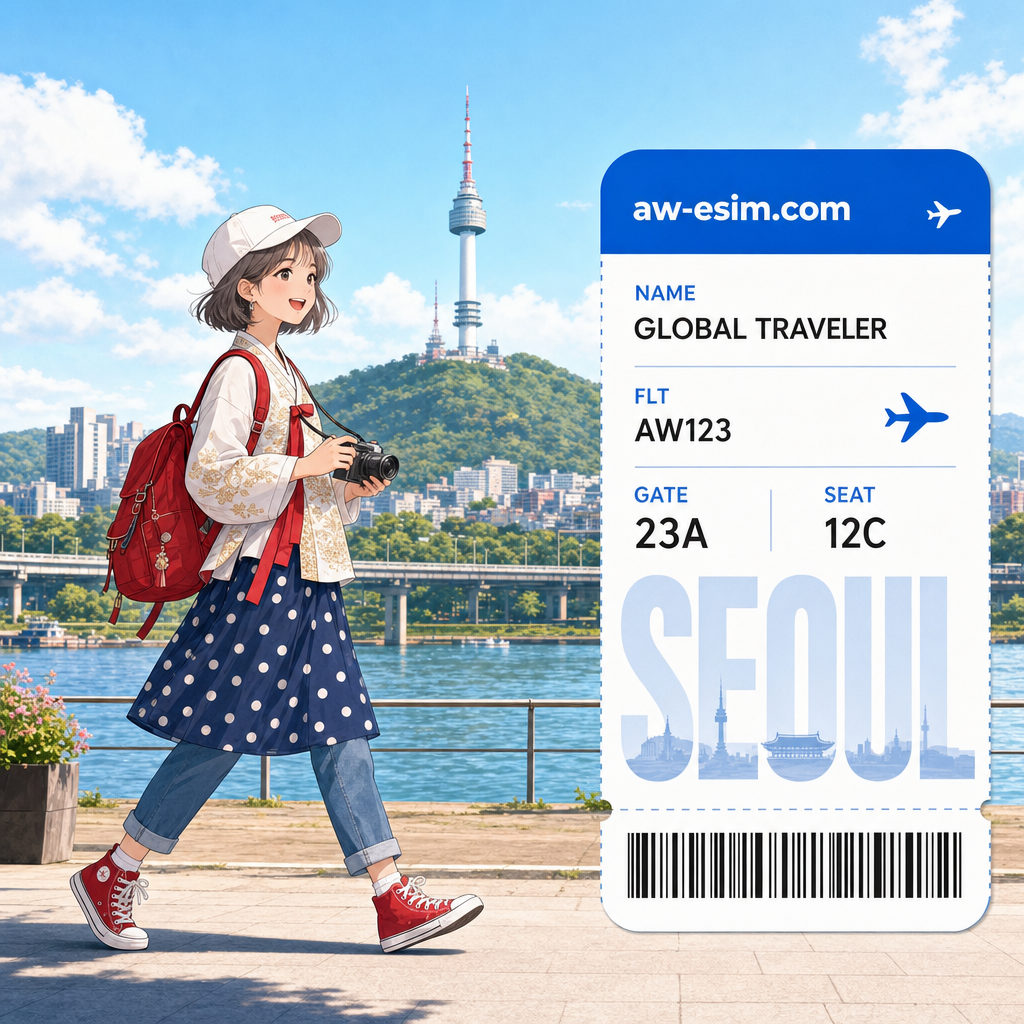 aw-esim.com
NAME
GLOBAL TRAVELER
FLT
AW123
GATE
SEAT
23A
12C
SEOUL